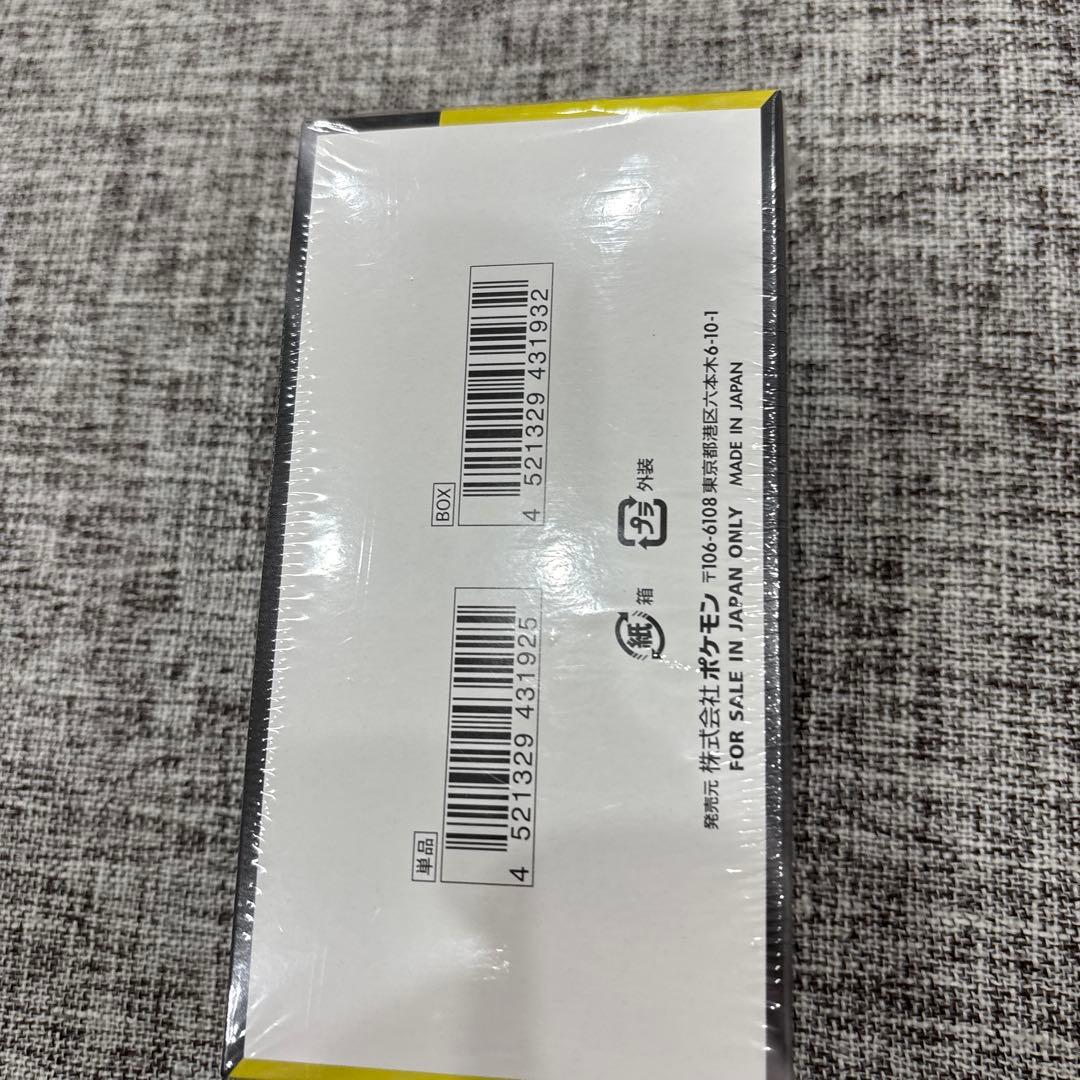 単品
4 521329 431925
BOX
4 521329 431932
紙 箱
プラ 外装
発売元 株式会社 ポケモン 〒106-6108 東京都港区六本木6-10-1
FOR SALE IN JAPAN ONLY MADE IN JAPAN